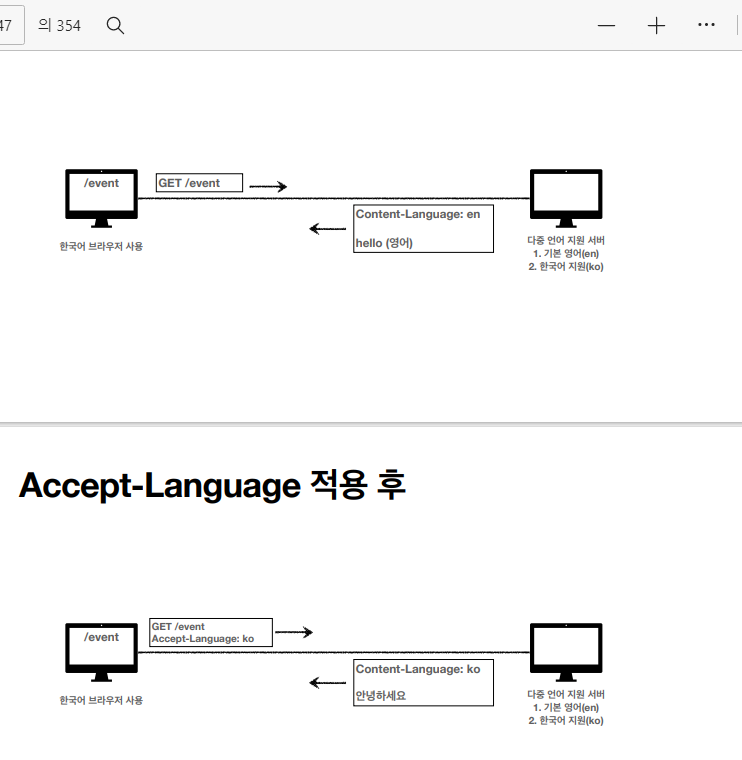 47 의 354
/event
GET /event
Content-Language: en
hello (영어)
한국어 브라우저 사용
다중 언어 지원 서버
1. 기본 영어(en)
2. 한국어 지원(ko)
Accept-Language 적용 후
/event
GET /event
Accept-Language: ko
Content-Language: ko
안녕하세요
한국어 브라우저 사용
다중 언어 지원 서버
1. 기본 영어(en)
2. 한국어 지원(ko)